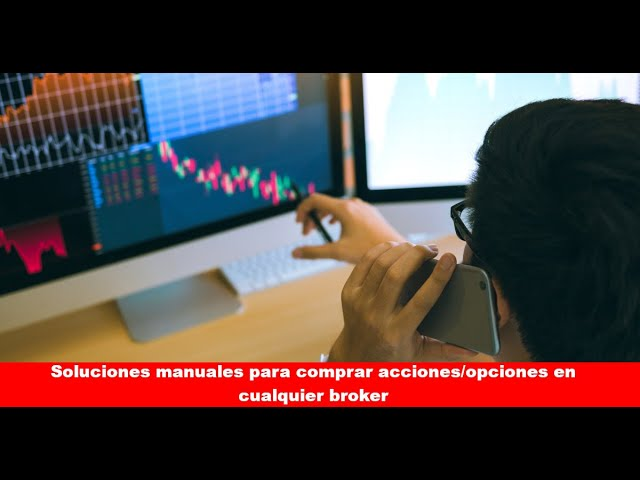 Soluciones manuales para comprar acciones/opciones en
cualquier broker